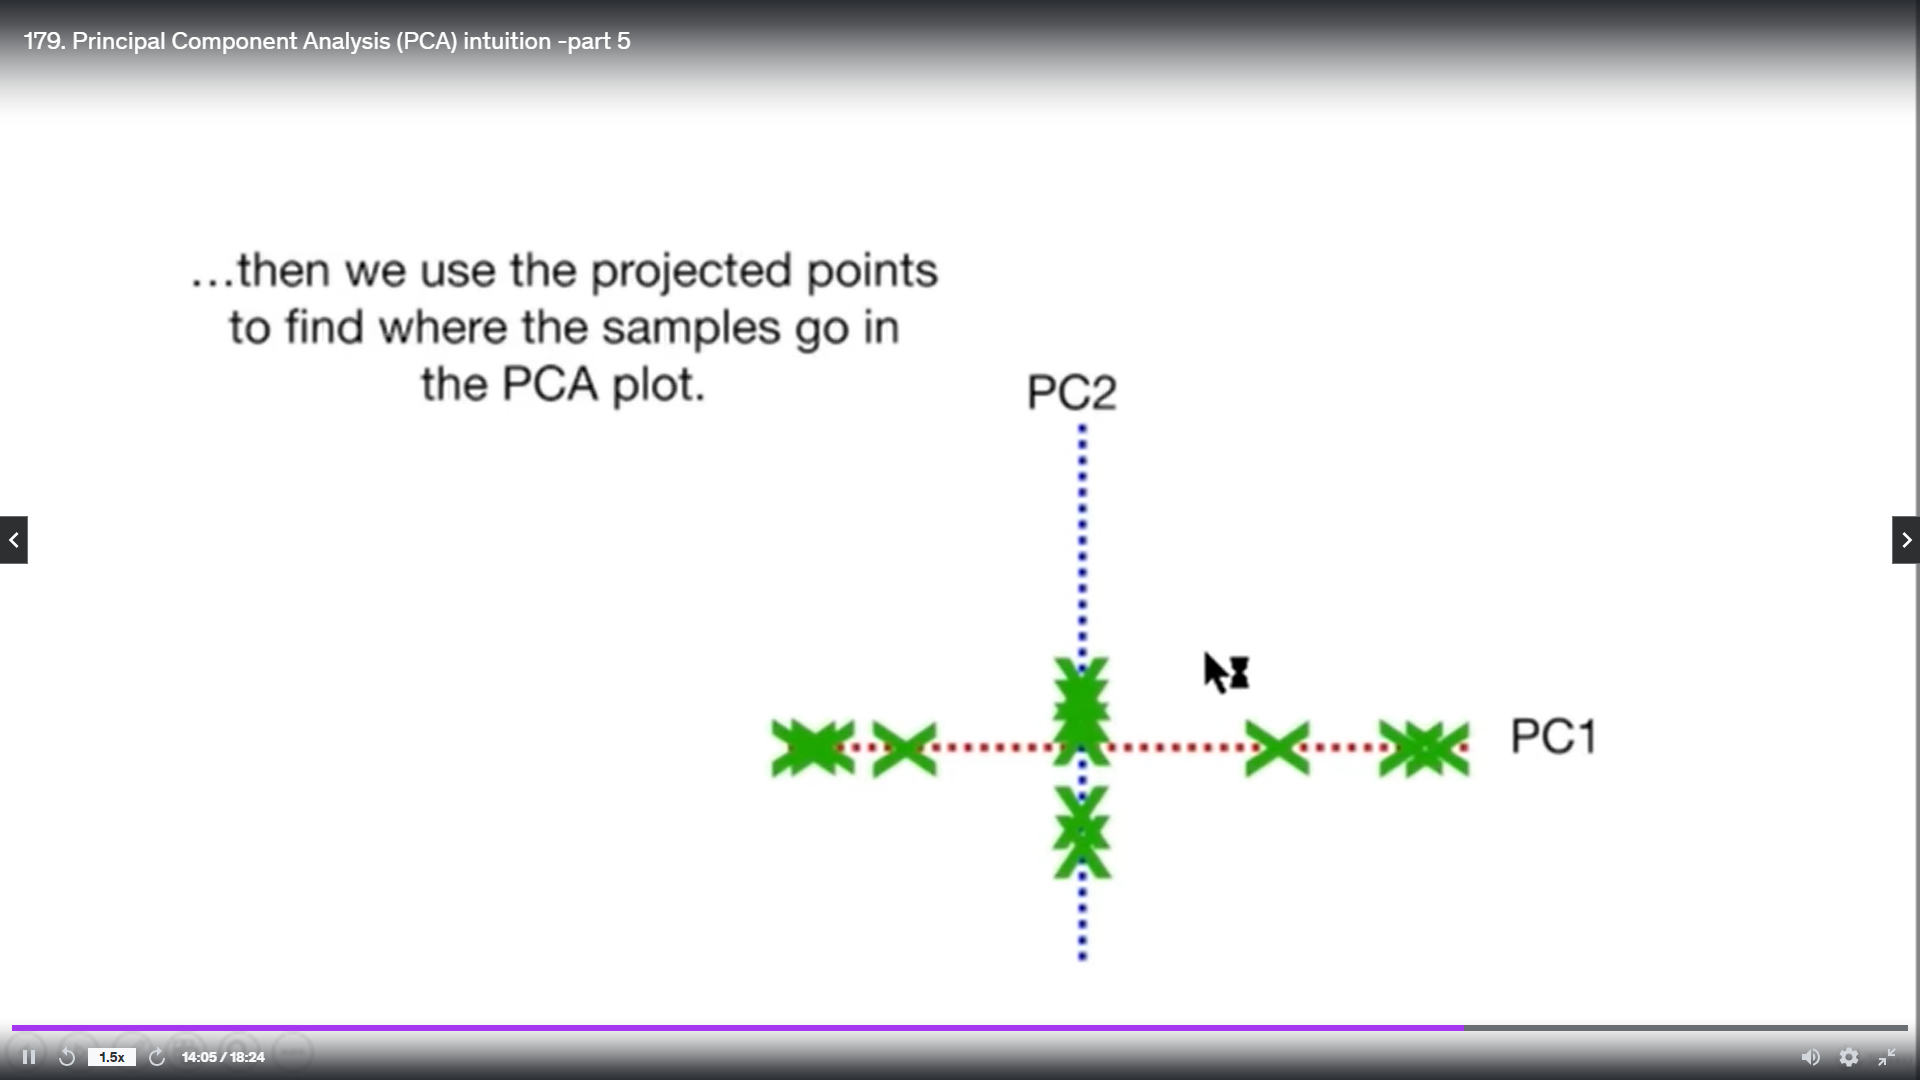 179. Principal Component Analysis (PCA) intuition -part 5
...then we use the projected points
to find where the samples go in
the PCA plot.
PC2
PC1
1.5x
14:05 / 18:24